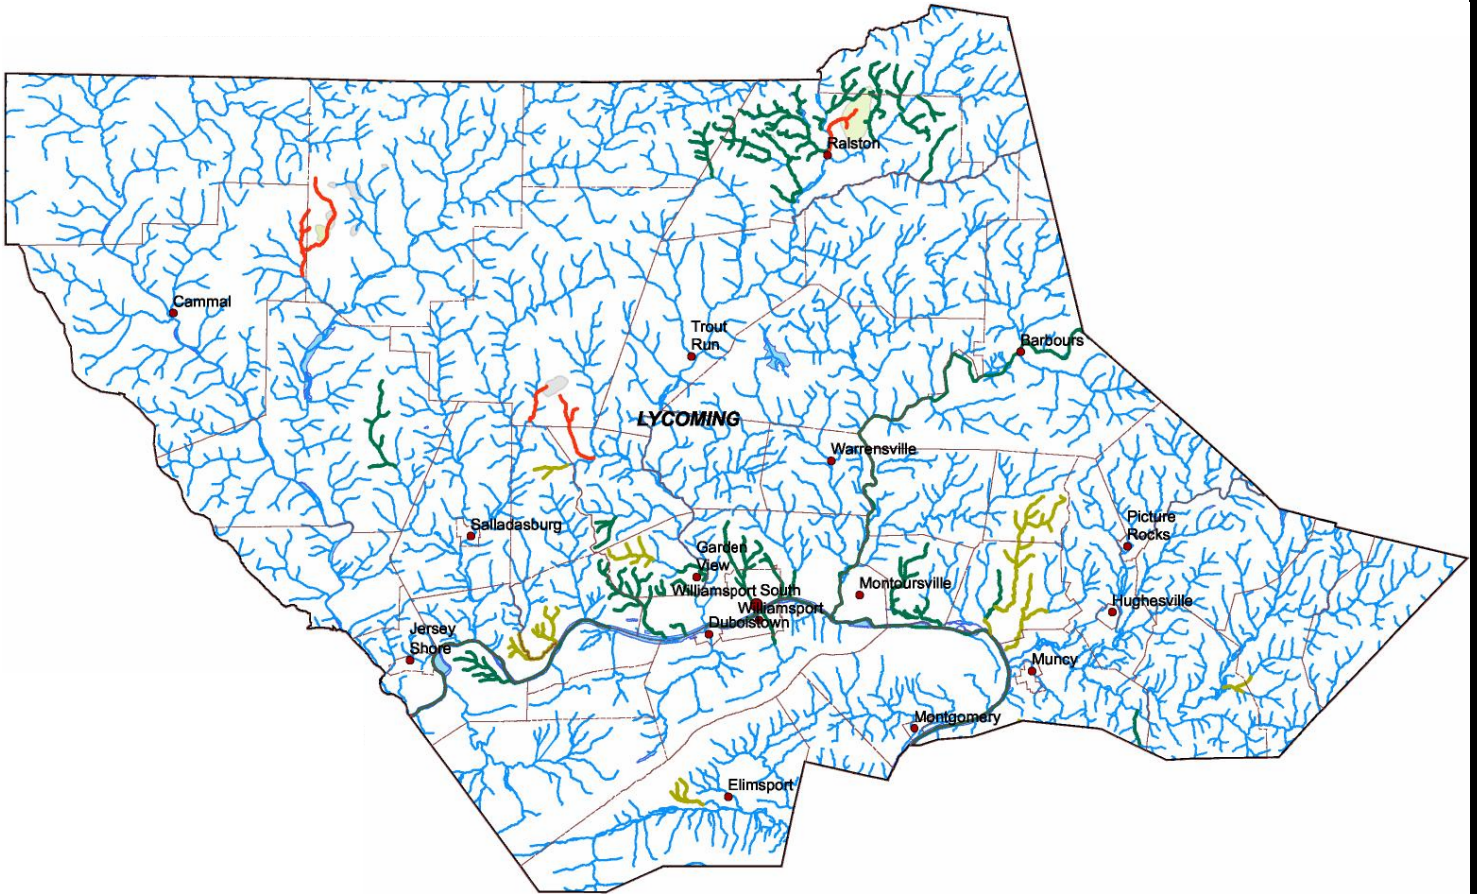 Ralston
Cammal
Trout
Run
Barbours
LYCOMING
Warrensville
Salladasburg
Picture
Rocks
Garden
View
Montoursville
Williamsport South
Williamsport
Hughesville
Duboistown
Jersey
Shore
Muncy
Montgomery
Elimsport